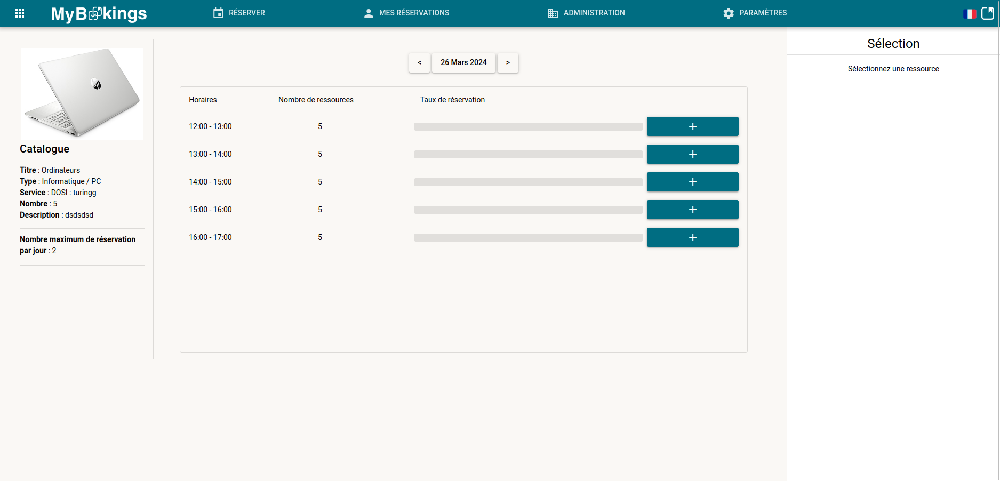 MyBookings
RÉSERVER
MES RÉSERVATIONS
ADMINISTRATION
PARAMÈTRES
hp
Catalogue
Titre : Ordinateurs
Type : Informatique / PC
Service : DOSI : turingg
Nombre : 5
Description : dsdsdsd
Nombre maximum de réservation
par jour : 2
< 26 Mars 2024 >
Horaires Nombre de ressources Taux de réservation
12:00 - 13:00 5 +
13:00 - 14:00 5 +
14:00 - 15:00 5 +
15:00 - 16:00 5 +
16:00 - 17:00 5 +
Sélection
Sélectionnez une ressource